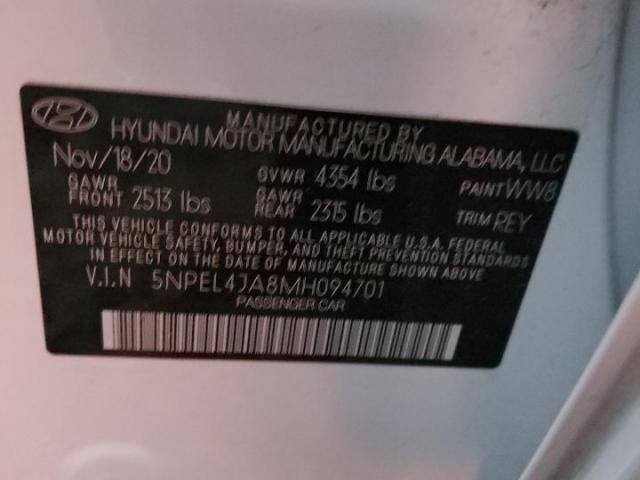 MANUFACTURED BY
HYUNDAI MOTOR MANUFACTURING ALABAMA, LLC
Nov/18/20 GVWR 4354 lbs PAINT WW8
GAWR FRONT 2513 lbs GAWR REAR 2315 lbs TRIM REY
THIS VEHICLE CONFORMS TO ALL APPLICABLE U.S.A. FEDERAL
MOTOR VEHICLE SAFETY, BUMPER, AND THEFT PREVENTION STANDARDS
IN EFFECT ON THE DATE OF MANUFACTURE SHOWN ABOVE.
V.I.N 5NPEL4JA8MH094701
PASSENGER CAR